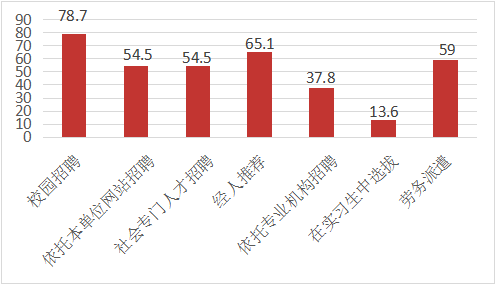 90
80
70
60
50
40
30
20
10
0
78.7
54.5
54.5
65.1
37.8
13.6
59
校园招聘
依托本单位网站招聘
社会专门人才招聘
经人推荐
依托专业机构招聘
在实习生中选拔
劳务派遣